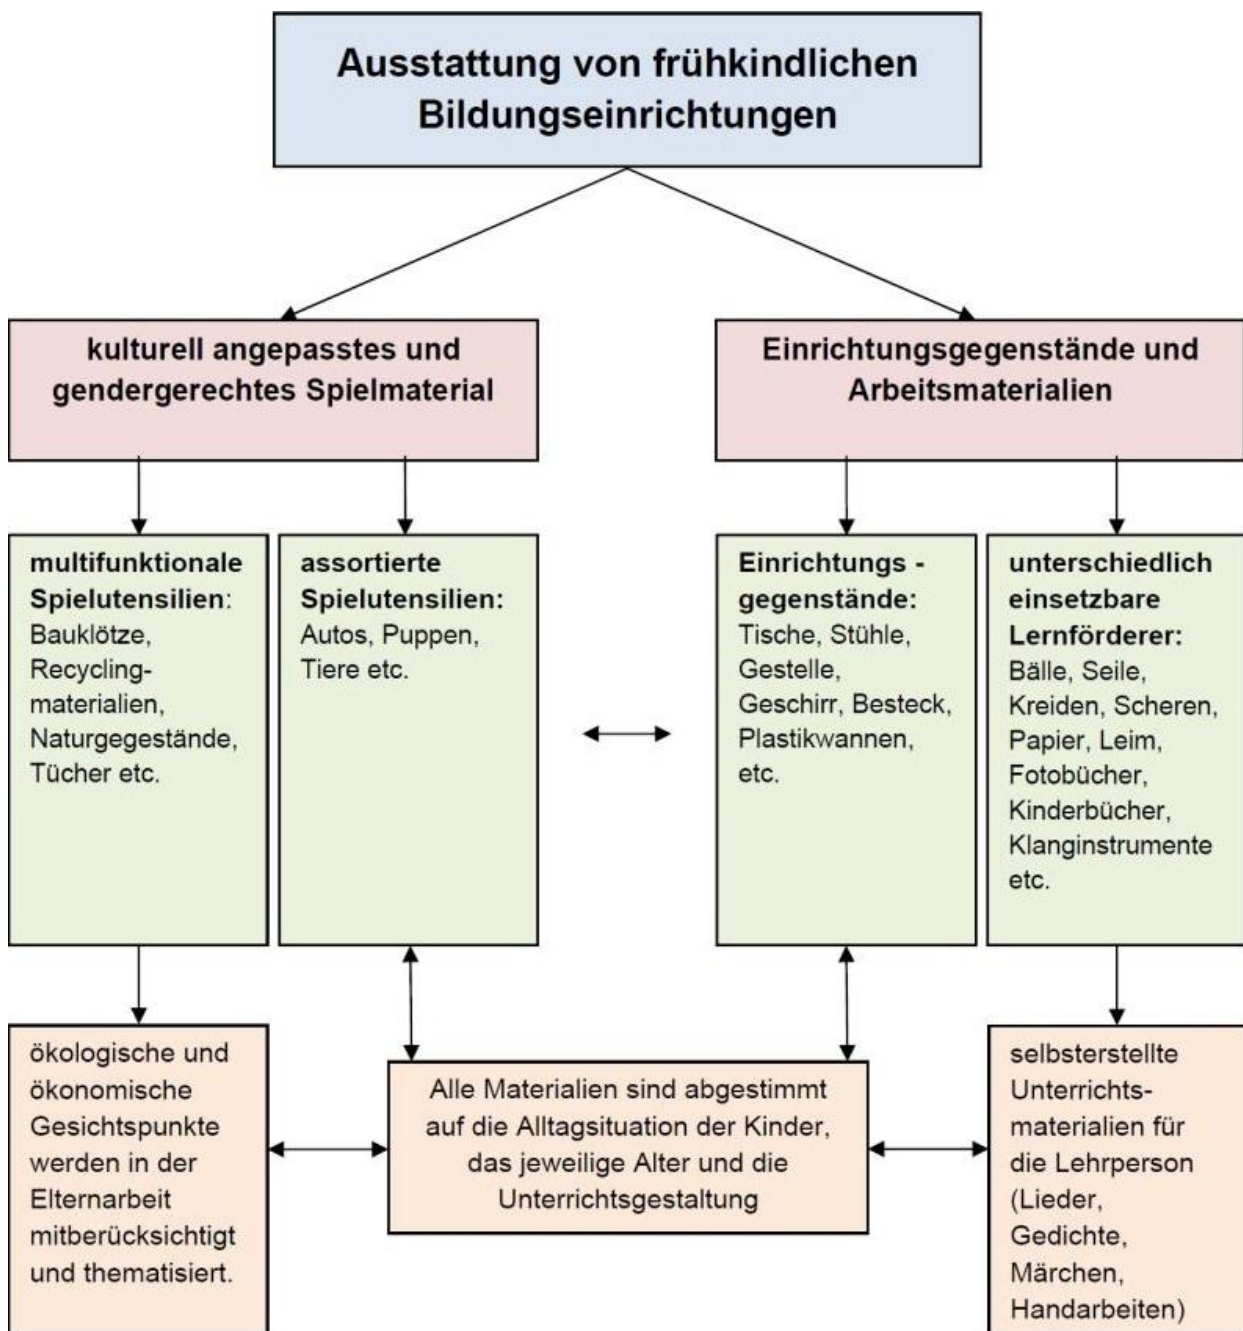 Ausstattung von frühkindlichen
Bildungseinrichtungen
kulturell angepasstes und
gendergerechtes Spielmaterial
Einrichtungsgegenstände und
Arbeitsmaterialien
multifunktionale
Spielutensilien:
Bauklötze,
Recycling-
materialien,
Naturgegestände,
Tücher etc.
assortierte
Spielutensilien:
Autos, Puppen,
Tiere etc.
Einrichtungs -
gegenstände:
Tische, Stühle,
Gestelle,
Geschirr, Besteck,
Plastikwannen,
etc.
unterschiedlich
einsetzbare
Lernförderer:
Bälle, Seile,
Kreiden, Scheren,
Papier, Leim,
Fotobücher,
Kinderbücher,
Klanginstrumente
etc.
ökologische und
ökonomische
Gesichtspunkte
werden in der
Elternarbeit
mitberücksichtigt
und thematisiert.
Alle Materialien sind abgestimmt
auf die Alltagsituation der Kinder,
das jeweilige Alter und die
Unterrichtsgestaltung
selbsterstellte
Unterrichts-
materialien für
die Lehrperson
(Lieder,
Gedichte,
Märchen,
Handarbeiten)